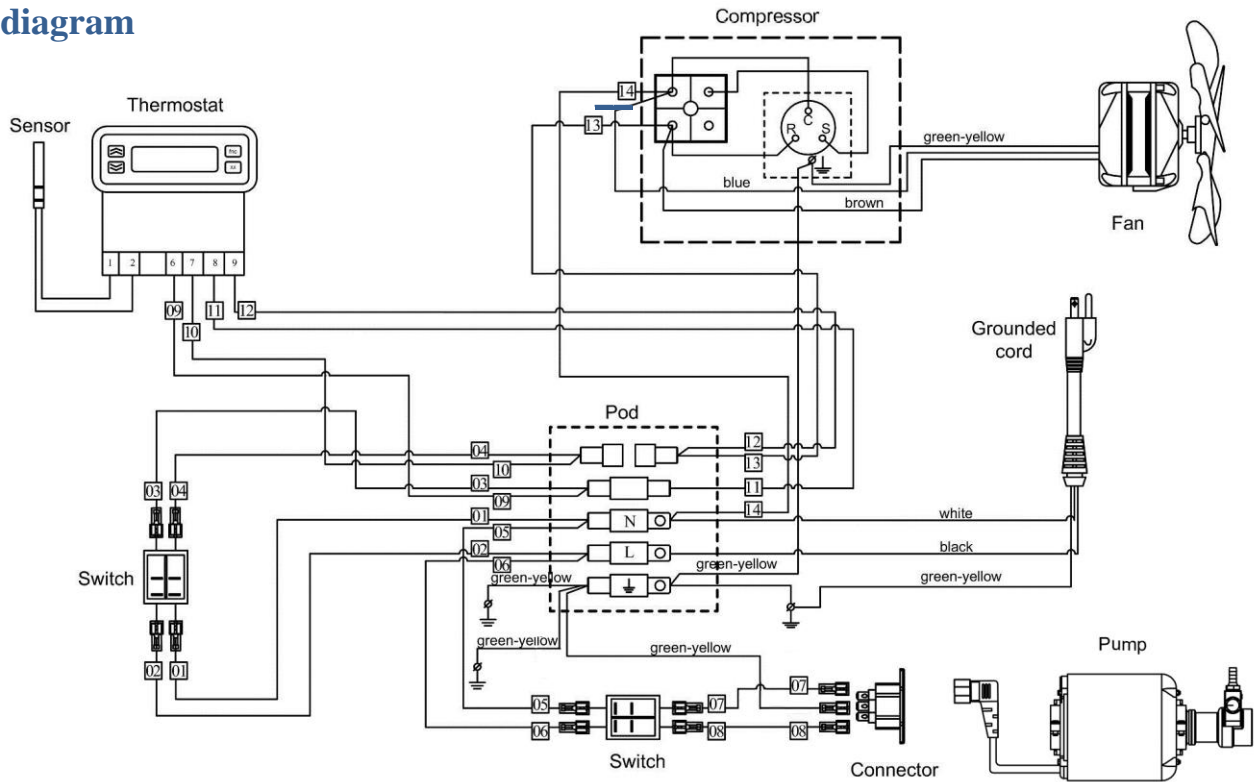 diagram
Compressor
Thermostat
Sensor
14
13
C
R S
green-yellow
blue
brown
Fan
1 2 6 7 8 9
09 11 12
10
Grounded
cord
Pod
04 12
10 13
03 04 03 11
09
01 N 14
white
05
02 L black
06
Switch
green-yellow green-yellow green-yellow
green-yellow
green-yellow
Pump
02 01
05 07 07
06 08 08
Switch
Connector